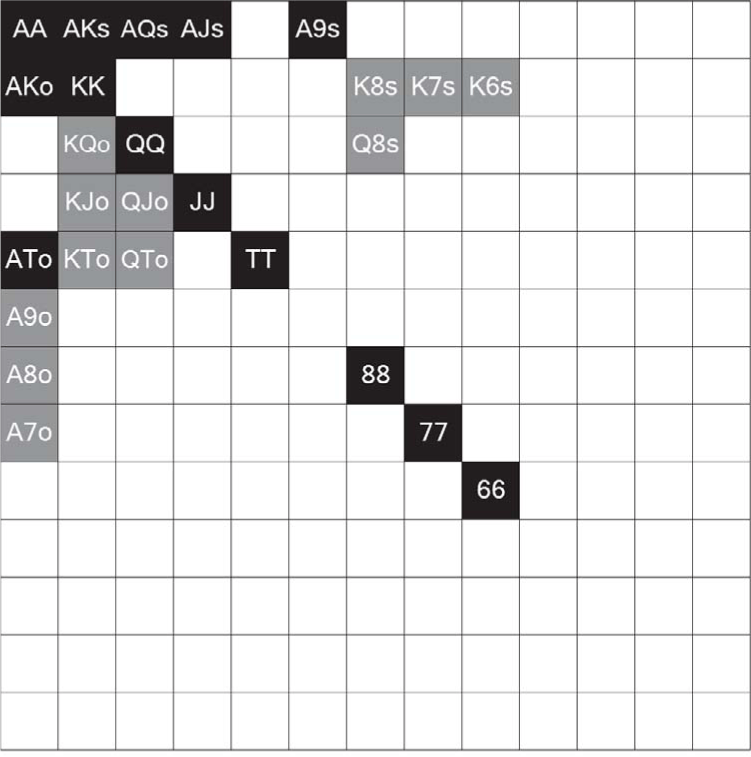 AA AKs AQs AJs A9s
AKo KK K8s K7s K6s
KQo QQ Q8s
KJo QJo JJ
ATo KTo QTo TT
A9o
A8o 88
A7o 77
66